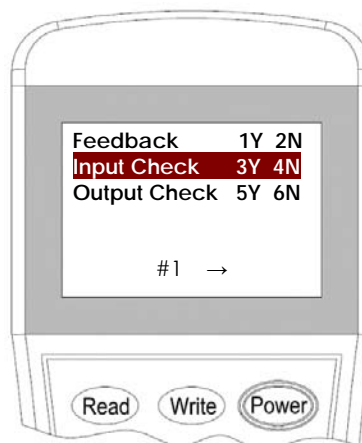 Feedback 1Y 2N
Input Check 3Y 4N
Output Check 5Y 6N
#1 →
Read Write Power